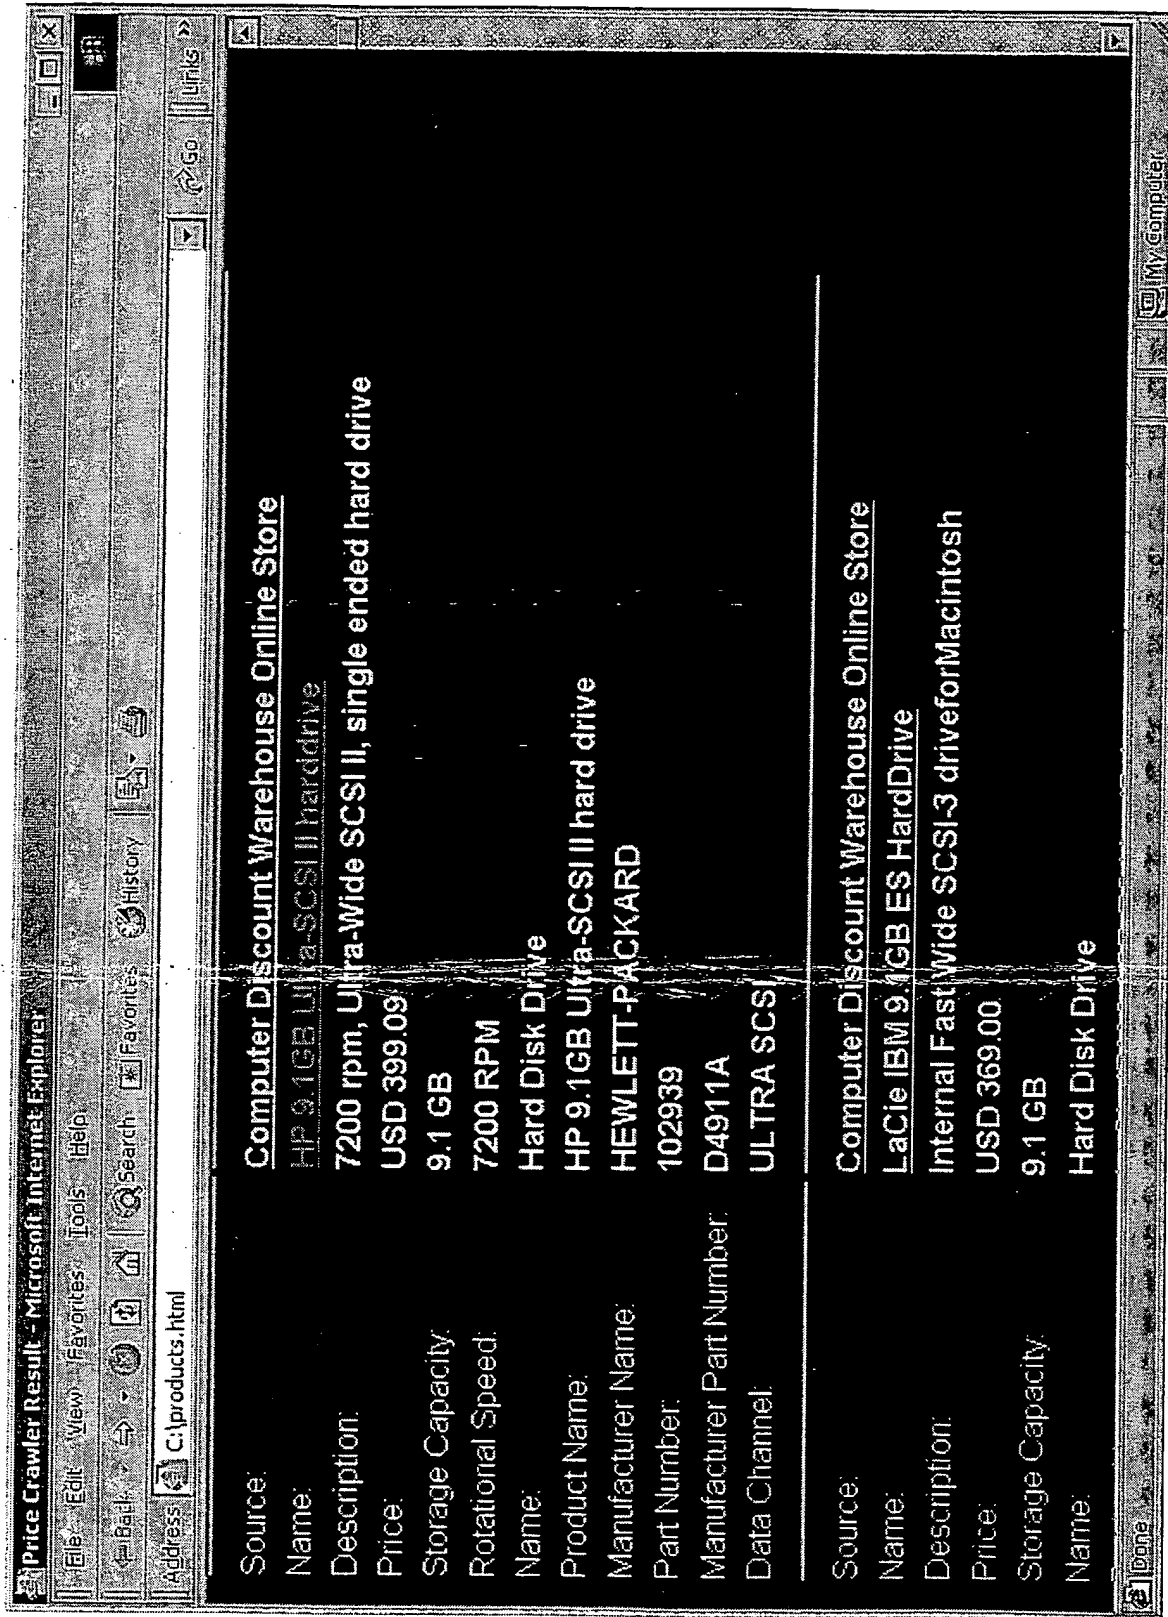 Price Crawler Result - Microsoft Internet Explorer
File Edit View Favorites Tools Help
Back Search Favorites History
Address C:\products.html Go Links »
Source: Computer Discount Warehouse Online Store
Name: HP 9.1GB Ultra-SCSI III harddrive
Description: 7200 rpm, Ultra-Wide SCSI II, single ended hard drive
Price: USD 399.09
Storage Capacity: 9.1 GB
Rotational Speed: 7200 RPM
Name: Hard Disk Drive
Product Name: HP 9.1GB Ultra-SCSI III hard drive
Manufacturer Name: HEWLETT-PACKARD
Part Number: 102939
Manufacturer Part Number: D4911A
Data Channel: ULTRA SCSI
Source: Computer Discount Warehouse Online Store
Name: LaCie IBM 9.1GB ES HardDrive
Description: Internal Fast Wide SCSI-3 driveforMacintosh
Price: USD 369.00
Storage Capacity: 9.1 GB
Name: Hard Disk Drive
Done My Computer